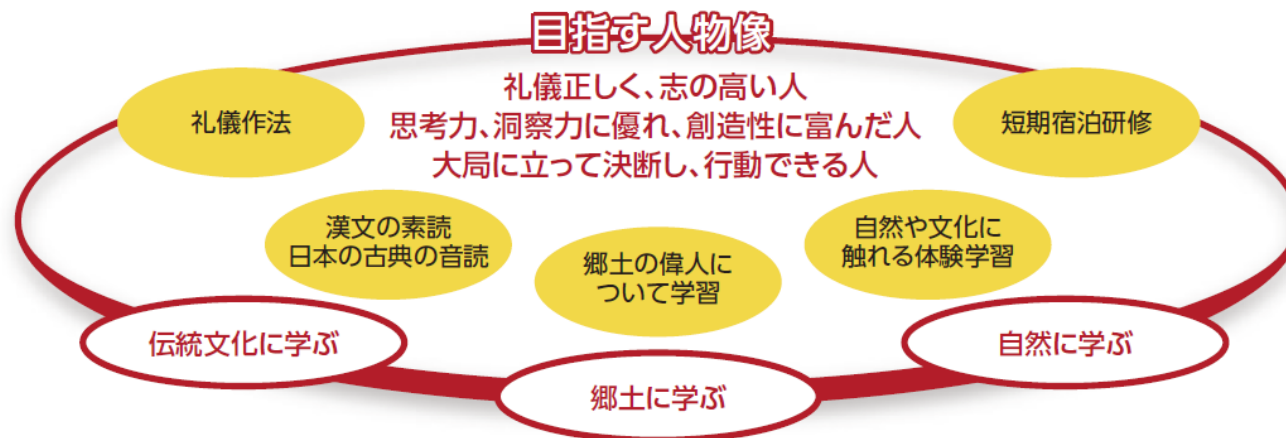 目指す人物像
礼儀正しく、志の高い人
思考力、洞察力に優れ、創造性に富んだ人
大局に立って決断し、行動できる人
礼儀作法
短期宿泊研修
漢文の素読
日本の古典の音読
郷土の偉人に
ついて学習
自然や文化に
触れる体験学習
伝統文化に学ぶ
郷土に学ぶ
自然に学ぶ